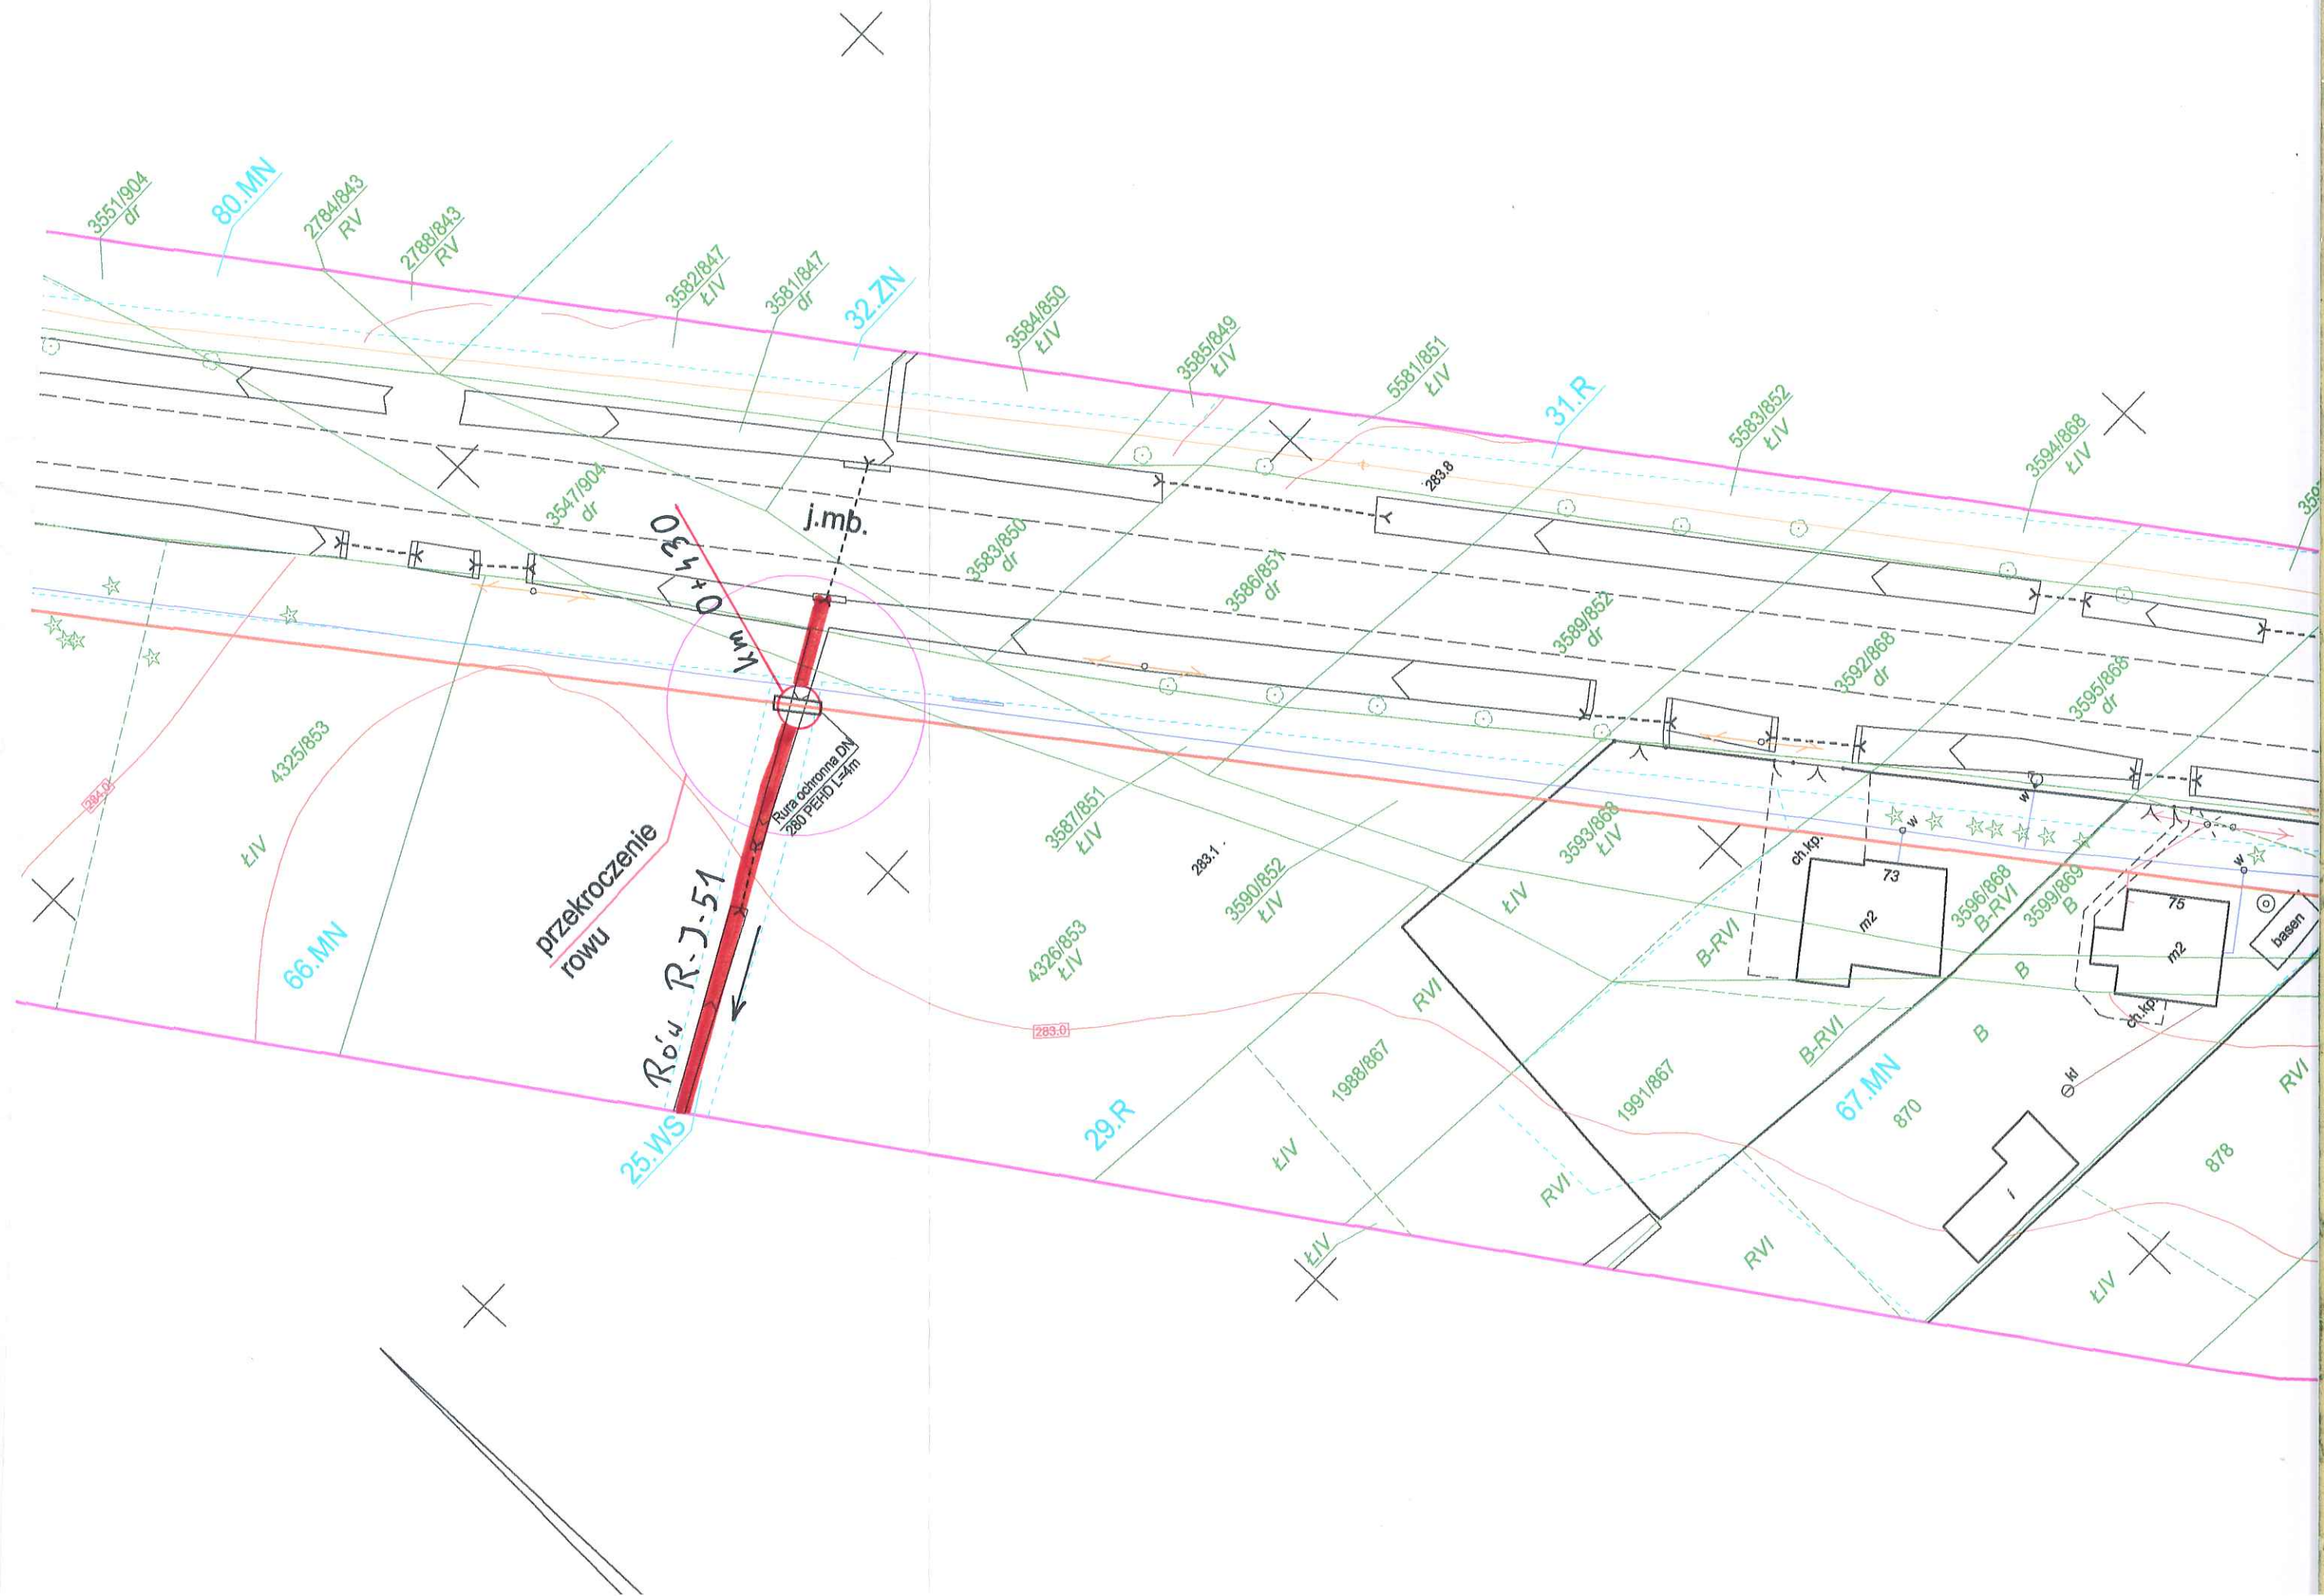 3551/904
dr
80.MN
2784/843
RV
2788/843
RV
3582/847
ŁIV
3581/847
dr
32.ZN
3584/850
ŁIV
3585/849
ŁIV
5581/851
ŁIV
31.R
5583/852
ŁIV
3594/868
ŁIV
283.8
3547/904
dr
km 0+430
j.mb.
3583/850
dr
3586/851
dr
3589/852
dr
3592/868
dr
3595/868
dr
4325/853
284.0
ŁIV
66.MN
Rura ochronna DN
280 PEHD L=4m
przekroczenie
rowu
Rów R-J-51
25.WS
3587/851
ŁIV
283.1
3590/852
ŁIV
4326/853
ŁIV
283.0
3593/868
ŁIV
ŁIV
ch.kp.
73
m2
w
w
w
3596/868
B-RVI
3599/869
B
75
m2
basen
ch.kp.
B-RVI
B
RVI
B-RVI
B
kl
RVI
1988/867
1991/867
67.MN
870
29.R
ŁIV
RVI
i
878
ŁIV
RVI
ŁIV